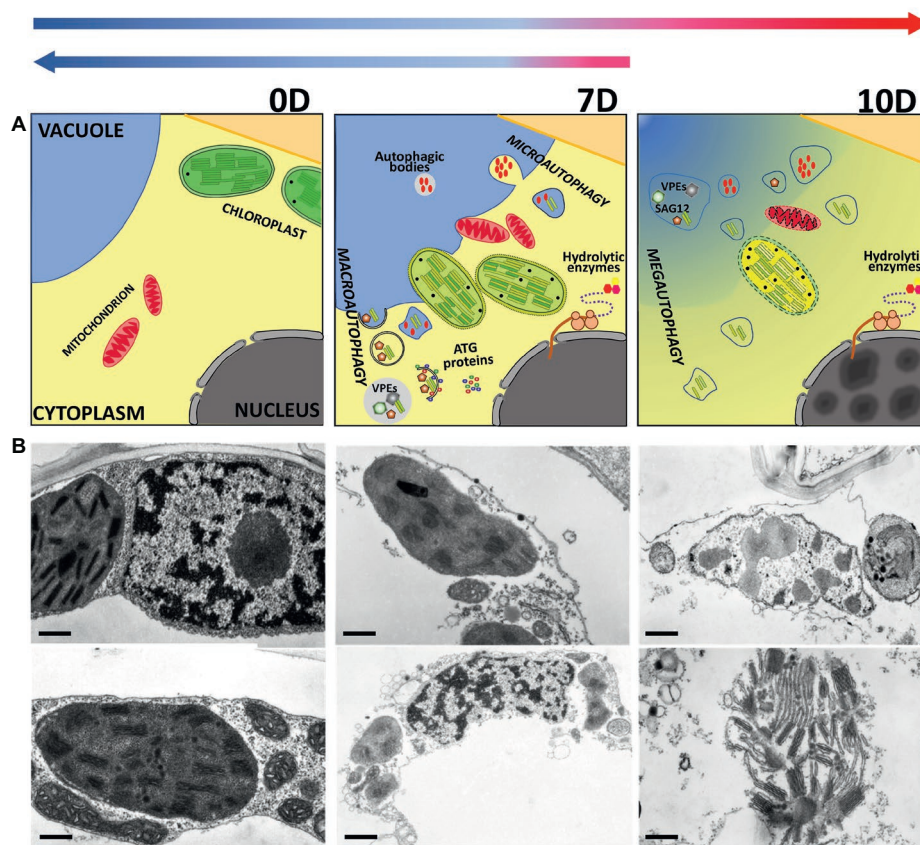 0D
7D
10D
A
VACUOLE
CHLOROPLAST
MITOCHONDRION
CYTOPLASM
NUCLEUS
Autophagic
bodies
MICROAUTOPHAGY
Hydrolytic
enzymes
MACROAUTOPHAGY
ATG
proteins
VPEs
VPEs
SAG12
Hydrolytic
enzymes
MEGAUTOPHAGY
B